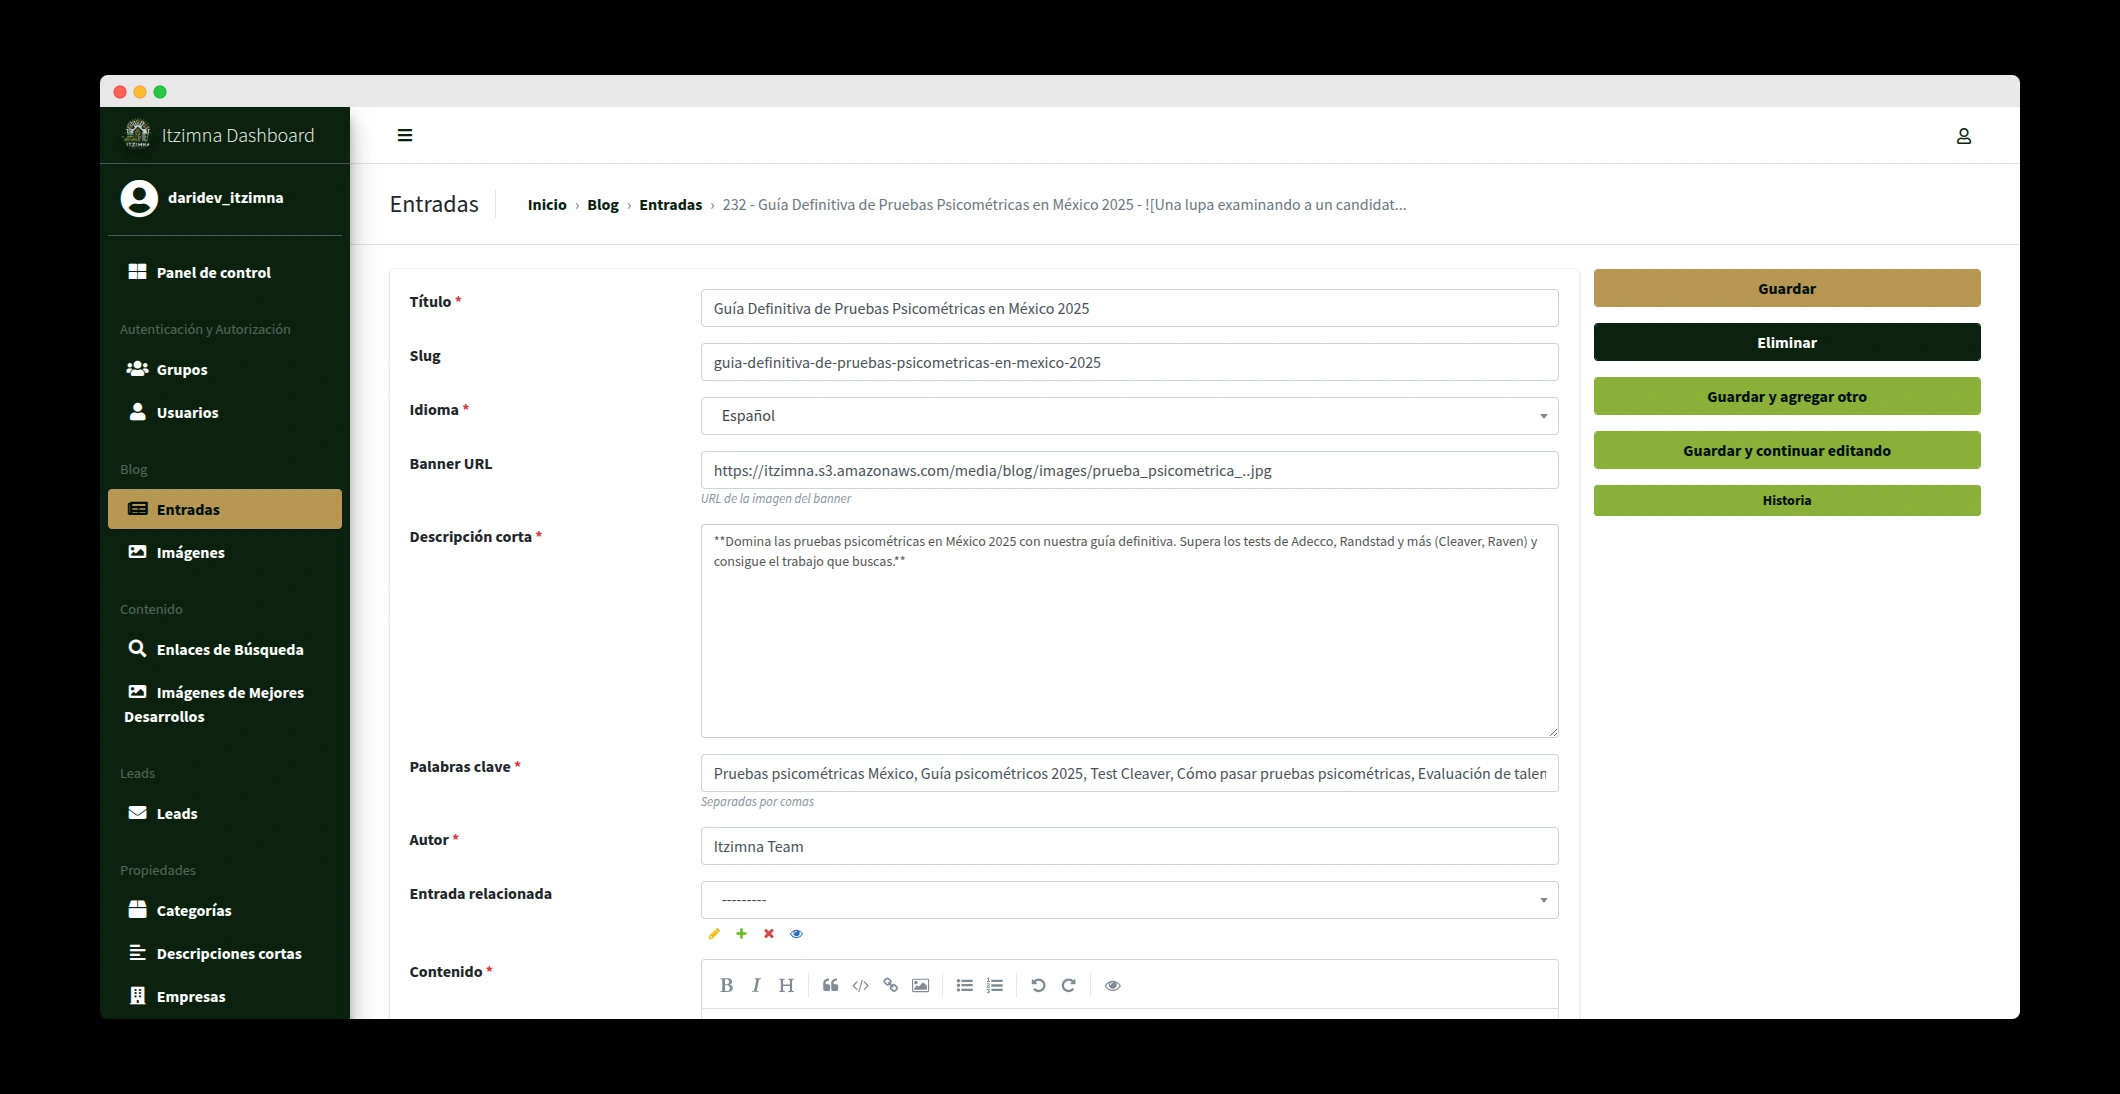 Itzimna Dashboard
daridev_itzimna
Panel de control
Autenticación y Autorización
Grupos
Usuarios
Blog
Entradas
Imágenes
Contenido
Enlaces de Búsqueda
Imágenes de Mejores
Desarrollos
Leads
Leads
Propiedades
Categorías
Descripciones cortas
Empresas
Entradas
Inicio › Blog › Entradas › 232 - Guía Definitiva de Pruebas Psicométricas en México 2025 - ![Una lupa examinando a un candidat...
Título *
Guía Definitiva de Pruebas Psicométricas en México 2025
Slug
guia-definitiva-de-pruebas-psicometricas-en-mexico-2025
Idioma *
Español
Banner URL
https://itzimna.s3.amazonaws.com/media/blog/images/prueba_psicometrica_..jpg
URL de la imagen del banner
Descripción corta *
**Domina las pruebas psicométricas en México 2025 con nuestra guía definitiva. Supera los tests de Adecco, Randstad y más (Cleaver, Raven) y
consigue el trabajo que buscas.**
Palabras clave *
Pruebas psicométricas México, Guía psicométricos 2025, Test Cleaver, Cómo pasar pruebas psicométricas, Evaluación de talen
Separadas por comas
Autor *
Itzimna Team
Entrada relacionada
---------
Contenido *
B I H
Guardar
Eliminar
Guardar y agregar otro
Guardar y continuar editando
Historia